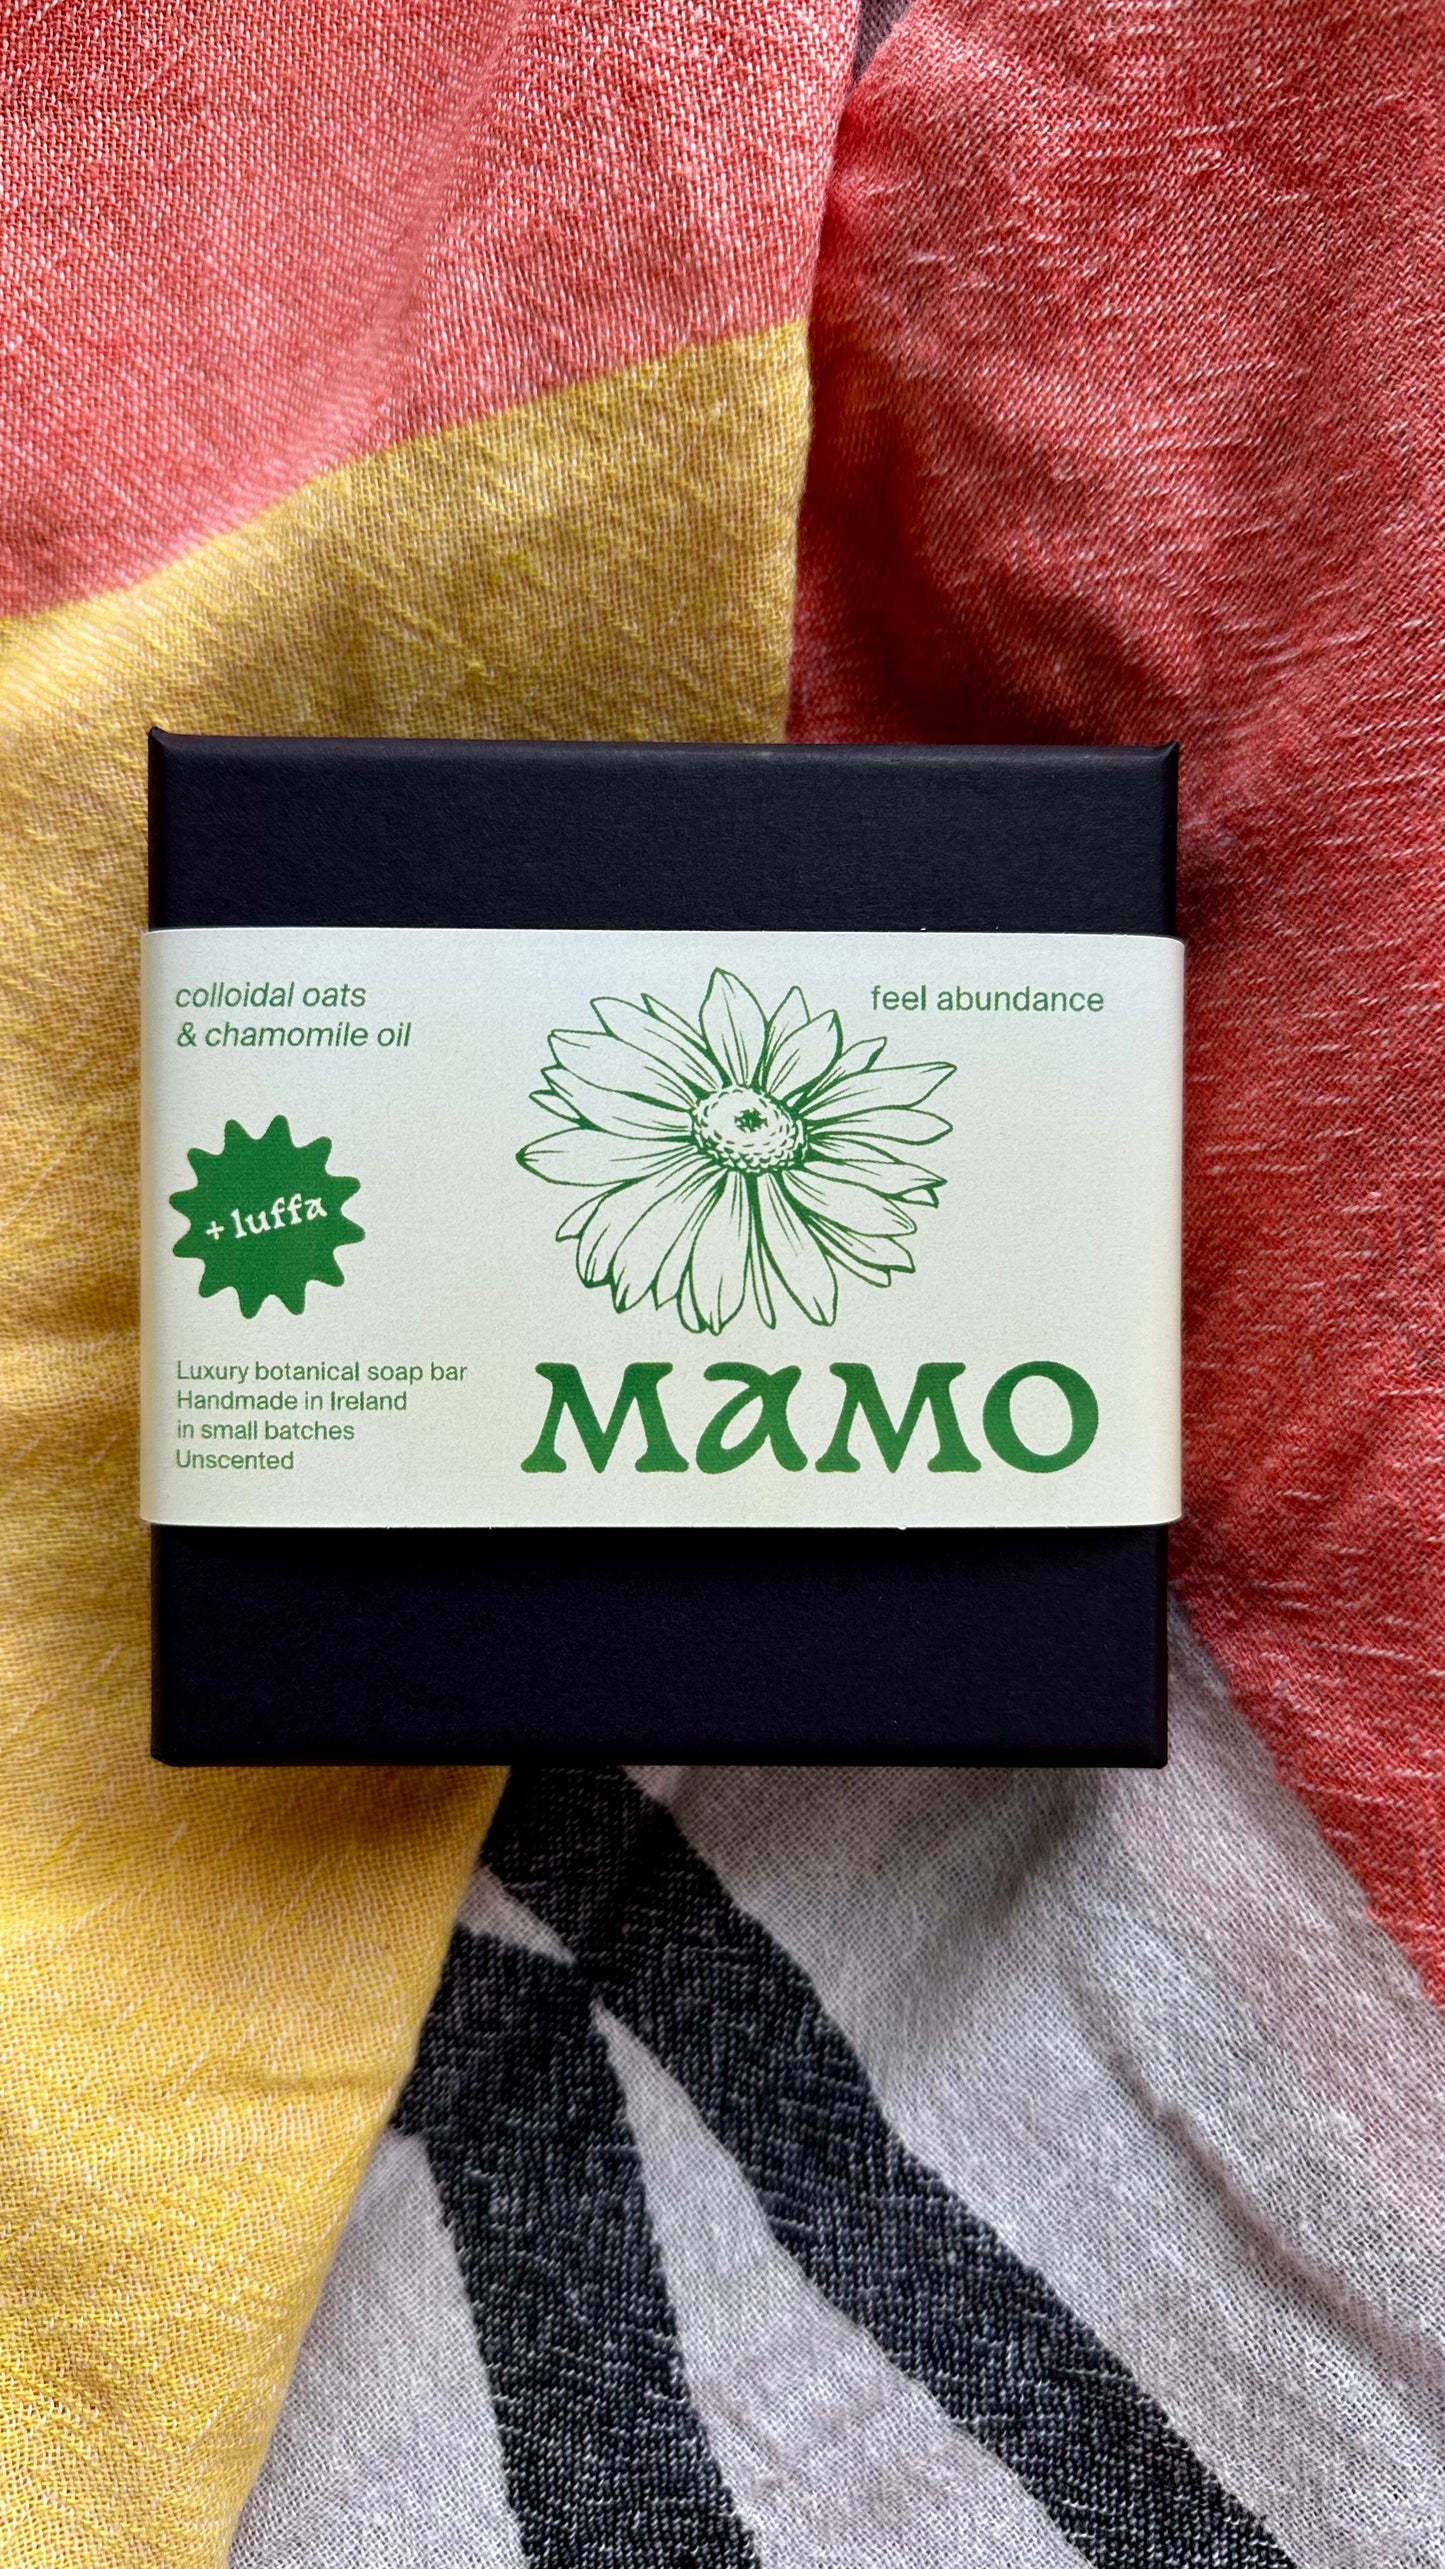 colloidal oats
& chamomile oil
feel abundance
+ luffa
Luxury botanical soap bar
Handmade in Ireland
in small batches
Unscented
MaMO